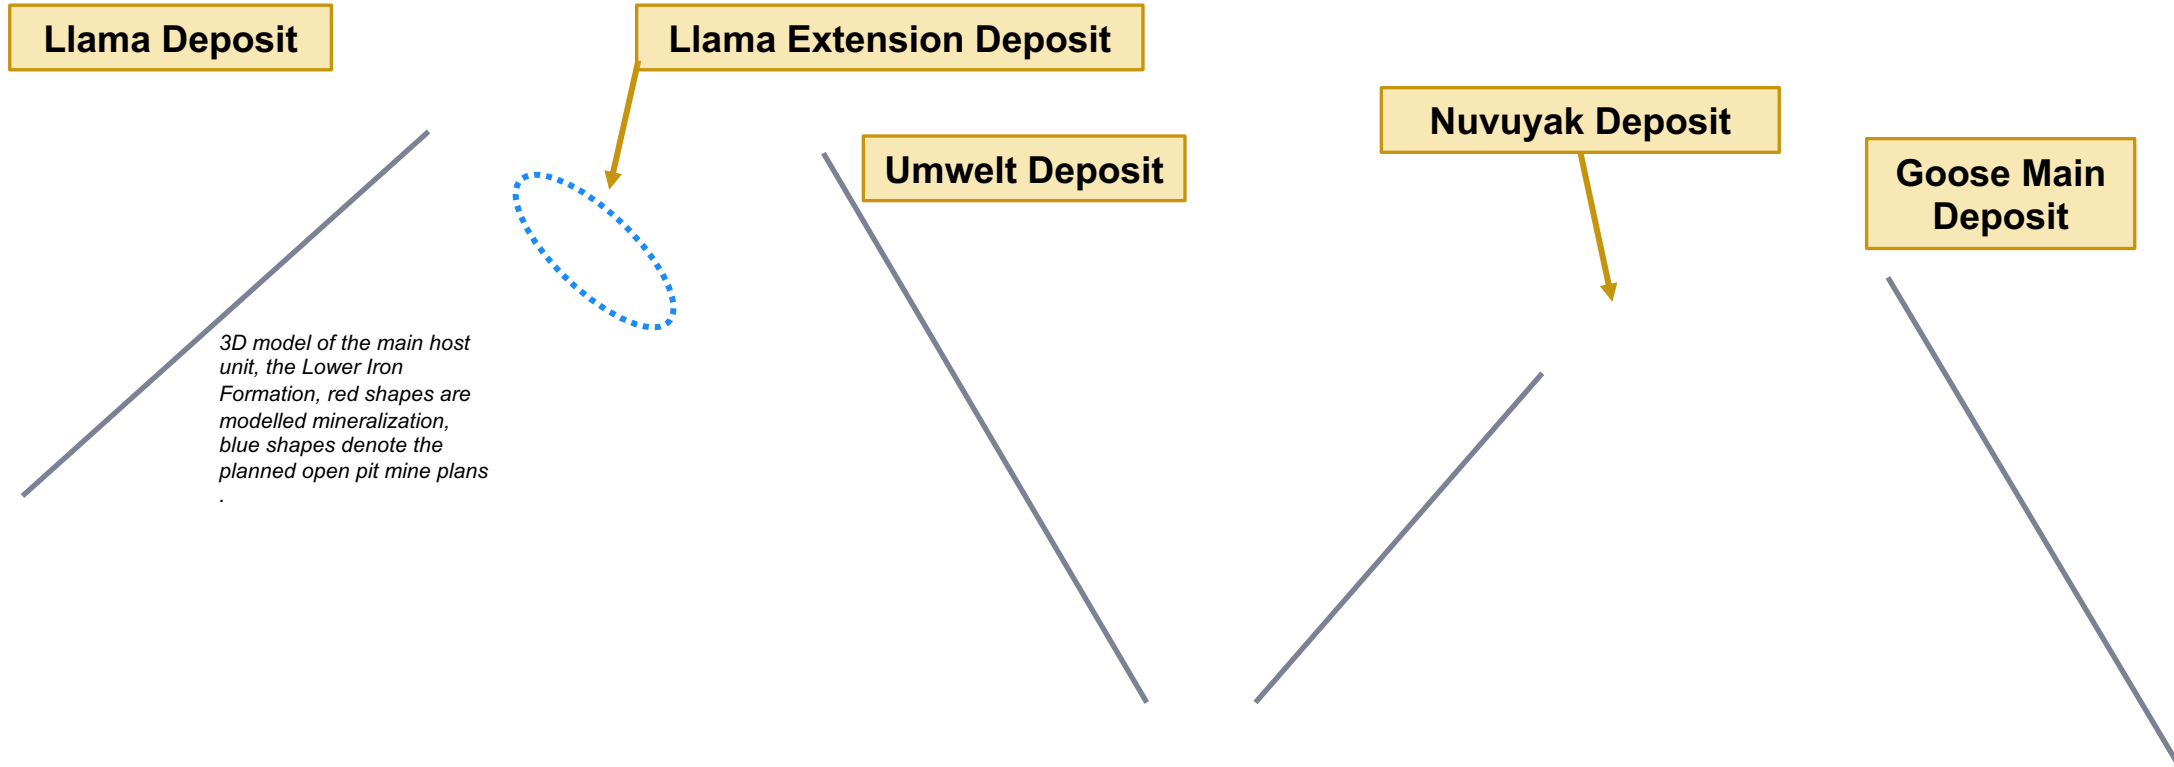 Llama Deposit
Llama Extension Deposit
Nuvuyak Deposit
Umwelt Deposit
Goose Main
Deposit
3D model of the main host
unit, the Lower Iron
Formation, red shapes are
modelled mineralization,
blue shapes denote the
planned open pit mine plans
.